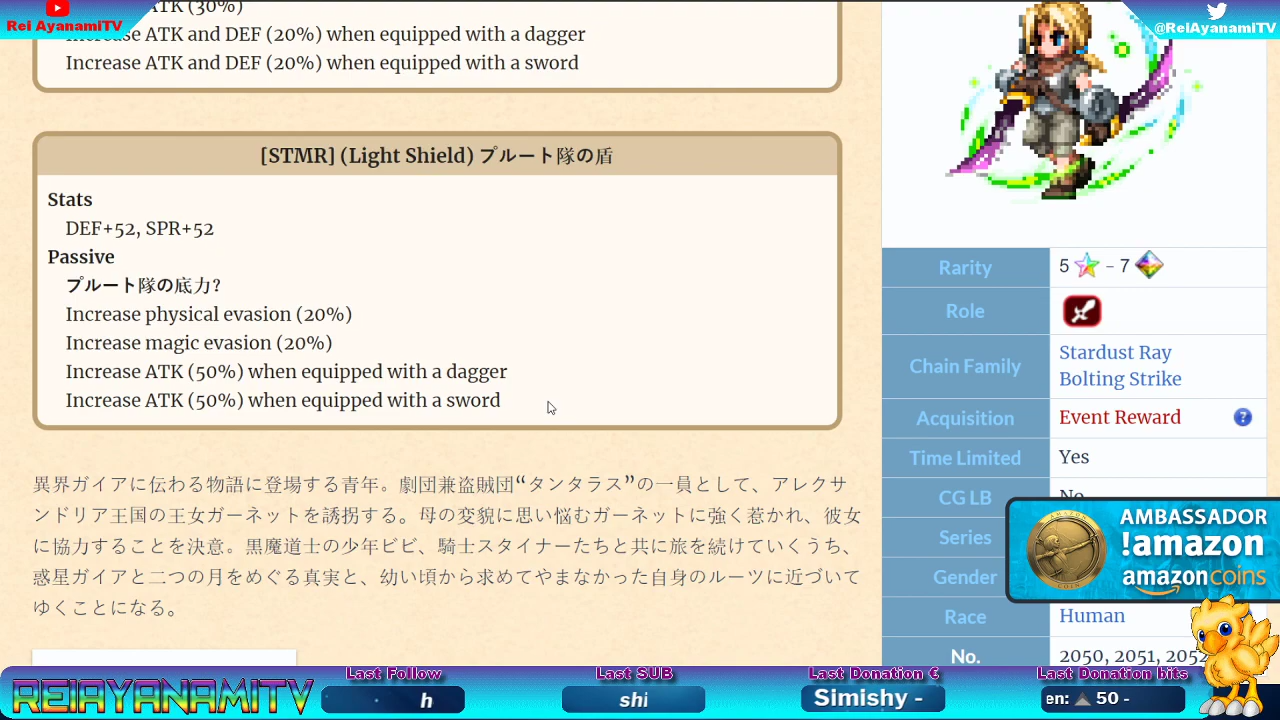 Rei AyanamiTV
@ReIAyanamITV
ATK (30%)
Increase ATK and DEF (20%) when equipped with a dagger
Increase ATK and DEF (20%) when equipped with a sword
[STMR] (Light Shield) プルート隊の盾
Stats
DEF+52, SPR+52
Passive
プルート隊の底力?
Increase physical evasion (20%)
Increase magic evasion (20%)
Increase ATK (50%) when equipped with a dagger
Increase ATK (50%) when equipped with a sword
異界ガイアに伝わる物語に登場する青年。劇団兼盗賊団“タンタラス”の一員として、アレクサ
ンドリア王国の王女ガーネットを誘拐する。母の変貌に思い悩むガーネットに強く惹かれ、彼女
に協力することを決意。黒魔道士の少年ビビ、騎士スタイナーたちと共に旅を続けていくうち、
惑星ガイアと二つの月をめぐる真実と、幼い頃から求めてやまなかった自身のルーツに近づいて
ゆくことになる。
Rarity 5 - 7
Role
Chain Family Stardust Ray
Bolting Strike
Acquisition Event Reward ?
Time Limited Yes
CG LB No
Series
Gender
Race Human
No. 2050, 2051, 2052
AMBASSADOR
!amazon
amazoncoins
REIAYANAMITV
Last Follow
h
Last SUB
shi
Last Donation €
Simishy -
Last Donation bits
en: 50 -